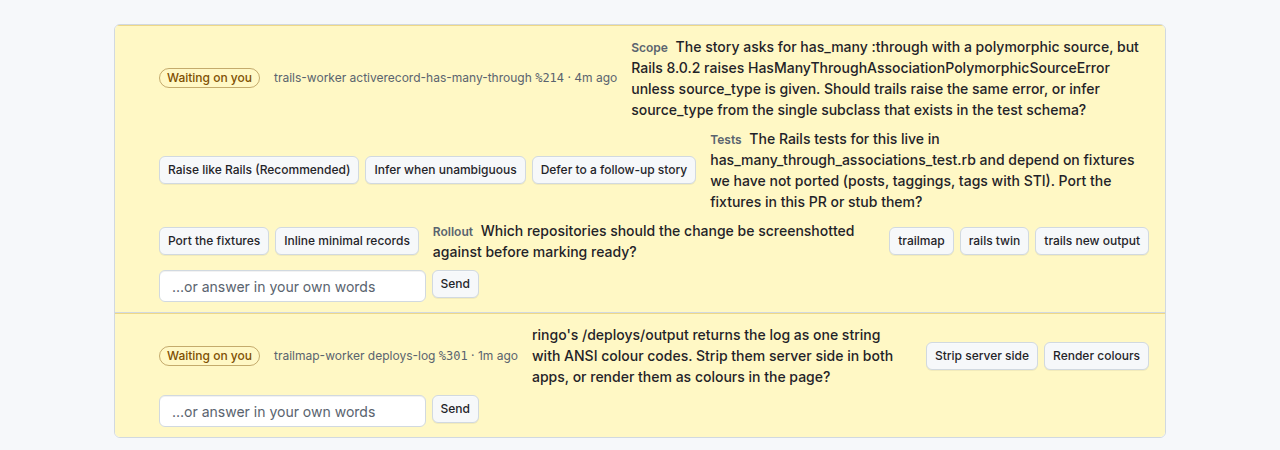 Waiting on you trails-worker activerecord-has-many-through %214 · 4m ago
Scope The story asks for has_many :through with a polymorphic source, but
Rails 8.0.2 raises HasManyThroughAssociationPolymorphicSourceError
unless source_type is given. Should trails raise the same error, or infer
source_type from the single subclass that exists in the test schema?
Raise like Rails (Recommended) Infer when unambiguous Defer to a follow-up story
Tests The Rails tests for this live in
has_many_through_associations_test.rb and depend on fixtures
we have not ported (posts, taggings, tags with STI). Port the
fixtures in this PR or stub them?
Port the fixtures Inline minimal records
Rollout Which repositories should the change be screenshotted
against before marking ready?
trailmap rails twin trails new output
...or answer in your own words Send
Waiting on you trailmap-worker deploys-log %301 · 1m ago
ringo's /deploys/output returns the log as one string
with ANSI colour codes. Strip them server side in both
apps, or render them as colours in the page?
Strip server side Render colours
...or answer in your own words Send